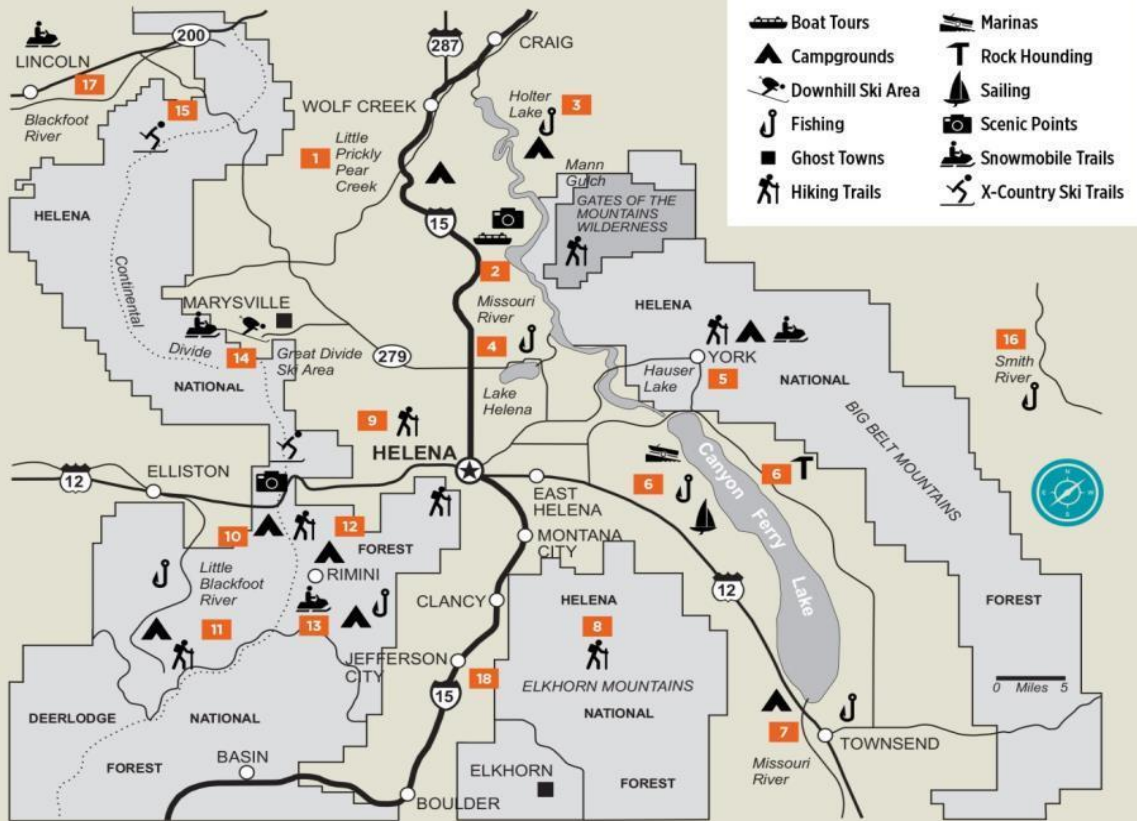 Boat Tours
Campgrounds
Downhill Ski Area
Fishing
Ghost Towns
Hiking Trails
Marinas
Rock Hounding
Sailing
Scenic Points
Snowmobile Trails
X-Country Ski Trails
200
LINCOLN
17
Blackfoot
River
15
287
CRAIG
WOLF CREEK
Holter
Lake
3
1
Little
Prickly
Pear
Creek
Mann
Gulch
GATES OF THE
MOUNTAINS
WILDERNESS
15
2
Missouri
River
HELENA
Continental
Divide
MARYSVILLE
14
Great Divide
Ski Area
NATIONAL
279
4
Lake
Helena
HELENA
YORK
Hauser
Lake
5
NATIONAL
16
Smith
River
BIG BELT MOUNTAINS
N
9
HELENA
FOREST
12
ELLISTON
EAST
HELENA
6
6
Canyon
Ferry
Lake
10
12
FOREST
MONTANA
CITY
Little
Blackfoot
River
RIMINI
12
FOREST
11
13
CLANCY
HELENA
8
JEFFERSON
CITY
18
15
ELKHORN MOUNTAINS
0 Miles 5
DEERLODGE
NATIONAL
NATIONAL
7
Missouri
River
TOWNSEND
FOREST
BASIN
ELKHORN
FOREST
BOULDER